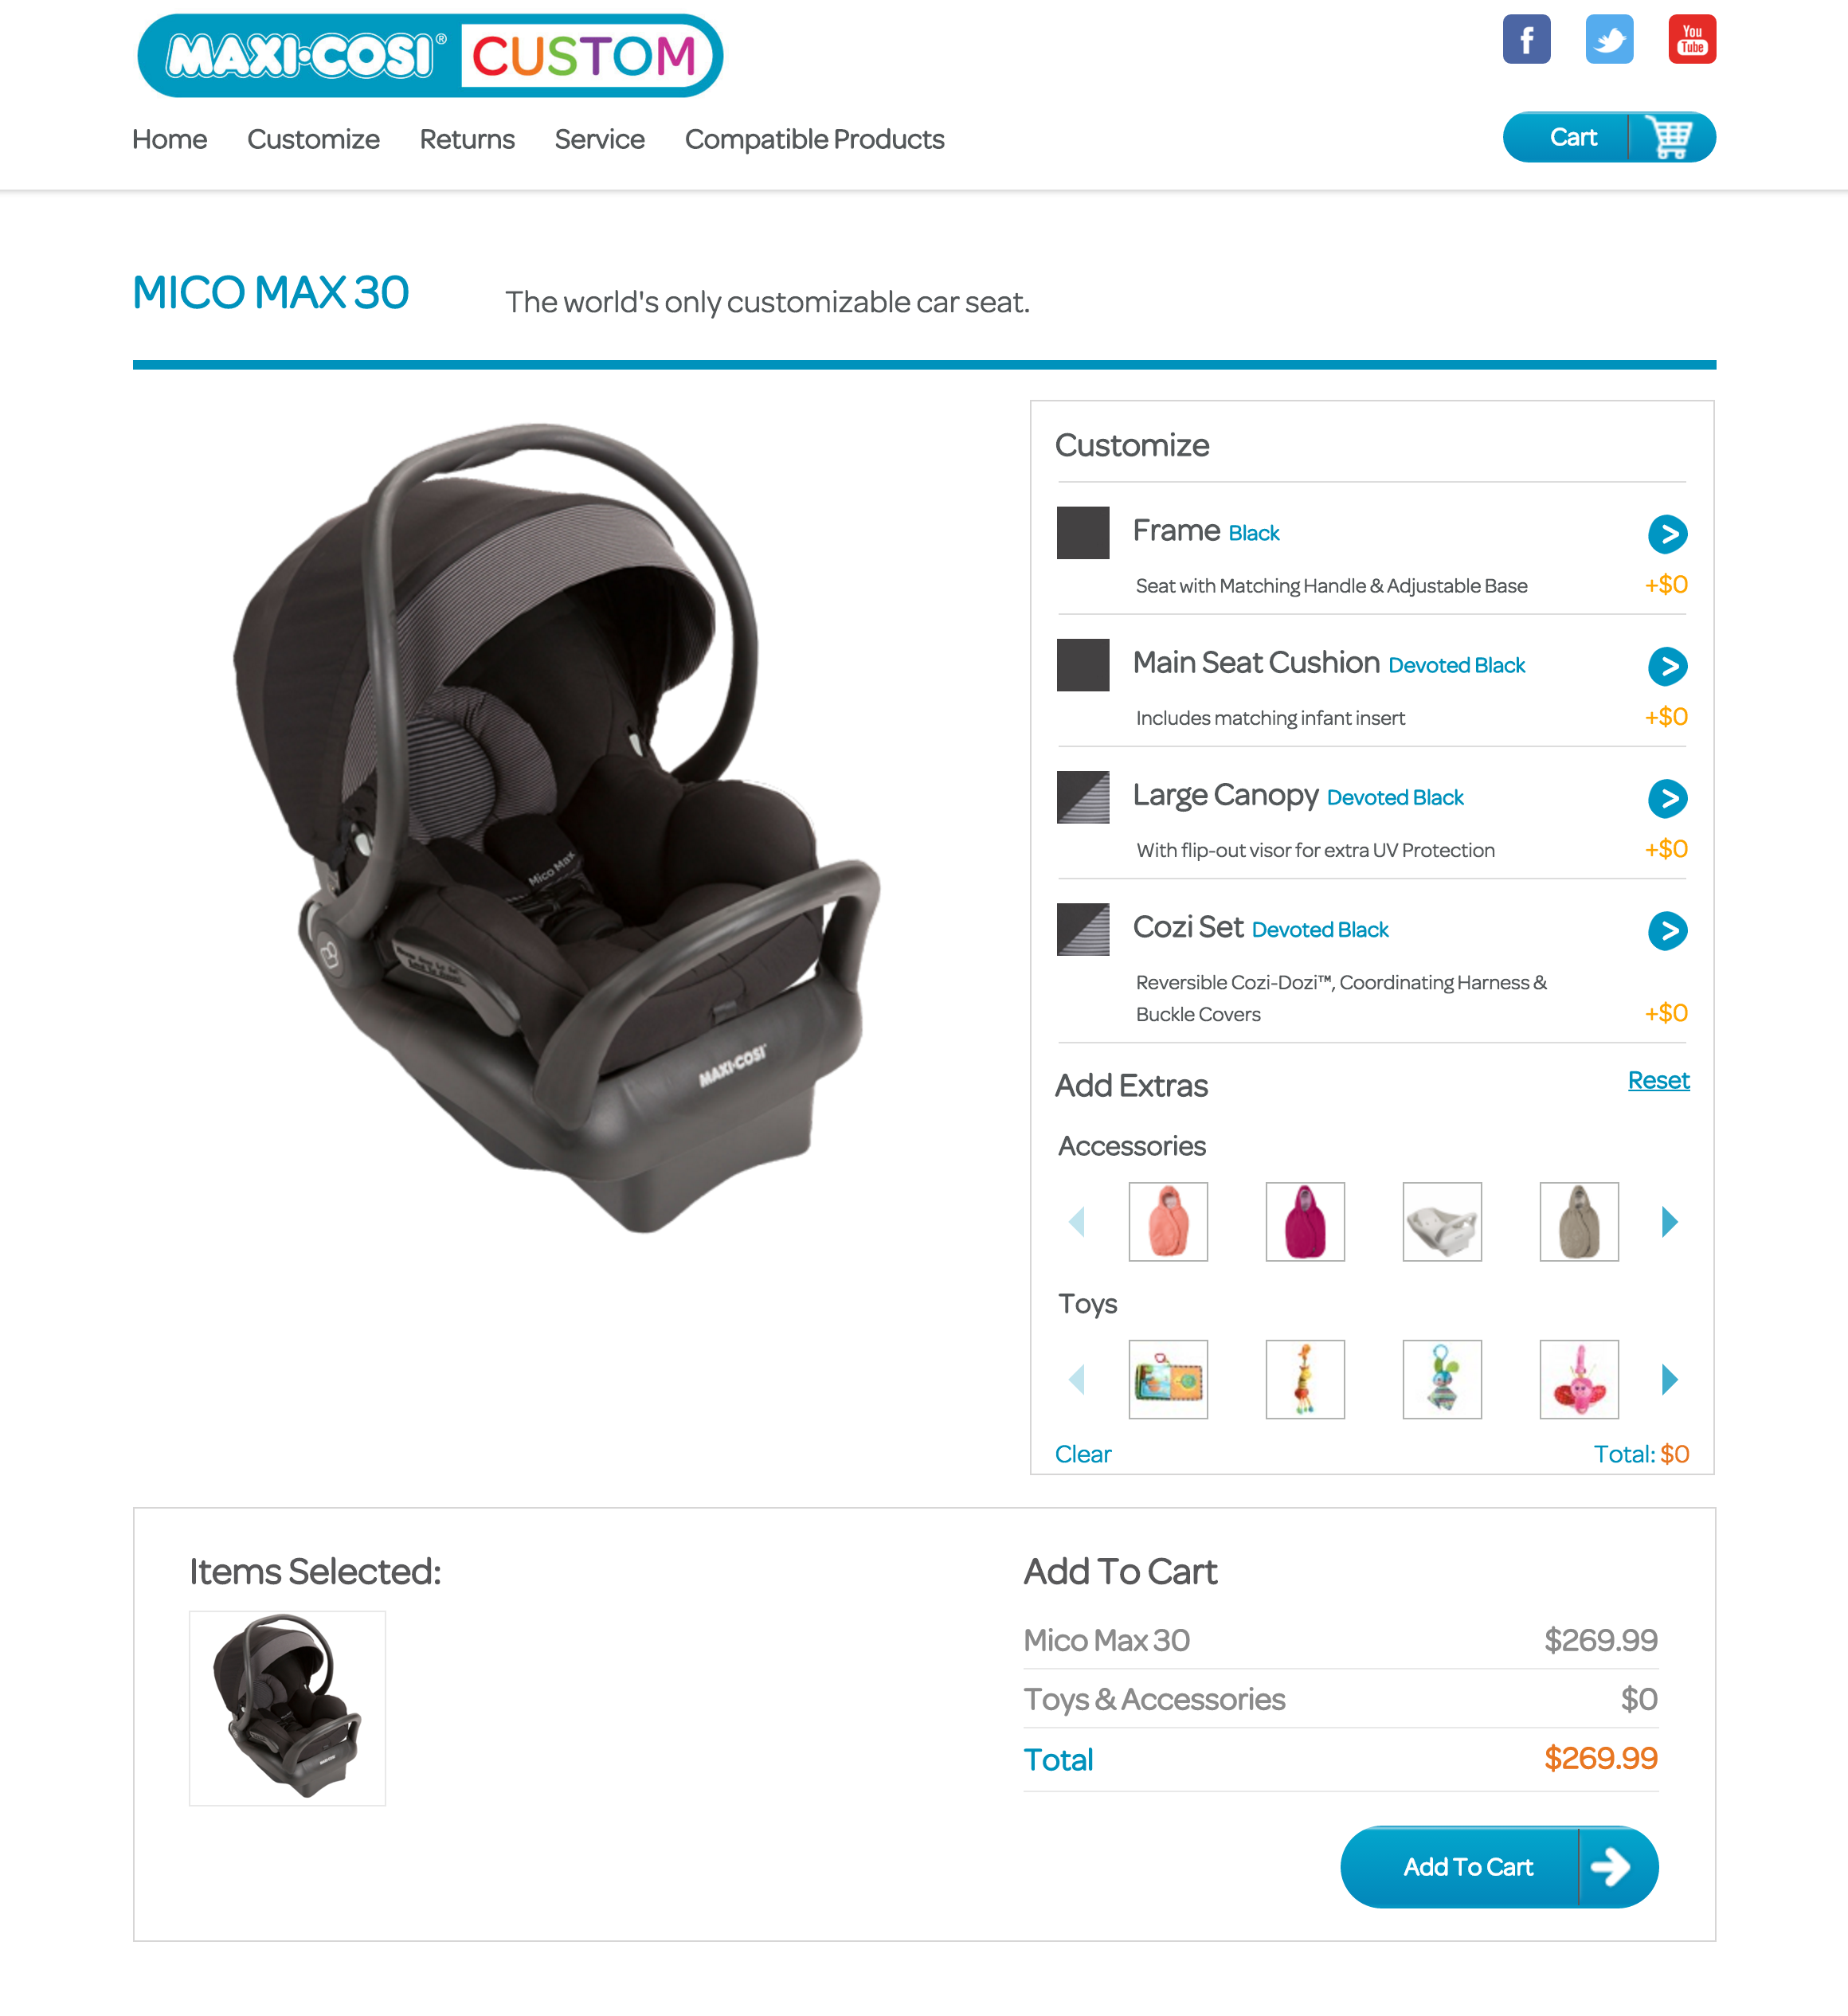 MAXI-COSI® CUSTOM
f
You
Tube
Home Customize Returns Service Compatible Products
Cart
MICO MAX 30
The world's only customizable car seat.
Customize
Frame Black
Seat with Matching Handle & Adjustable Base
+$0
Main Seat Cushion Devoted Black
Includes matching infant insert
+$0
Large Canopy Devoted Black
With flip-out visor for extra UV Protection
+$0
Cozi Set Devoted Black
Reversible Cozi-Dozi™, Coordinating Harness &
Buckle Covers
+$0
Mico Max
MAXI-COSI
Add Extras
Reset
Accessories
Toys
Clear
Total: $0
Items Selected:
MAXI-COSI
Add To Cart
Mico Max 30 $269.99
Toys & Accessories $0
Total $269.99
Add To Cart